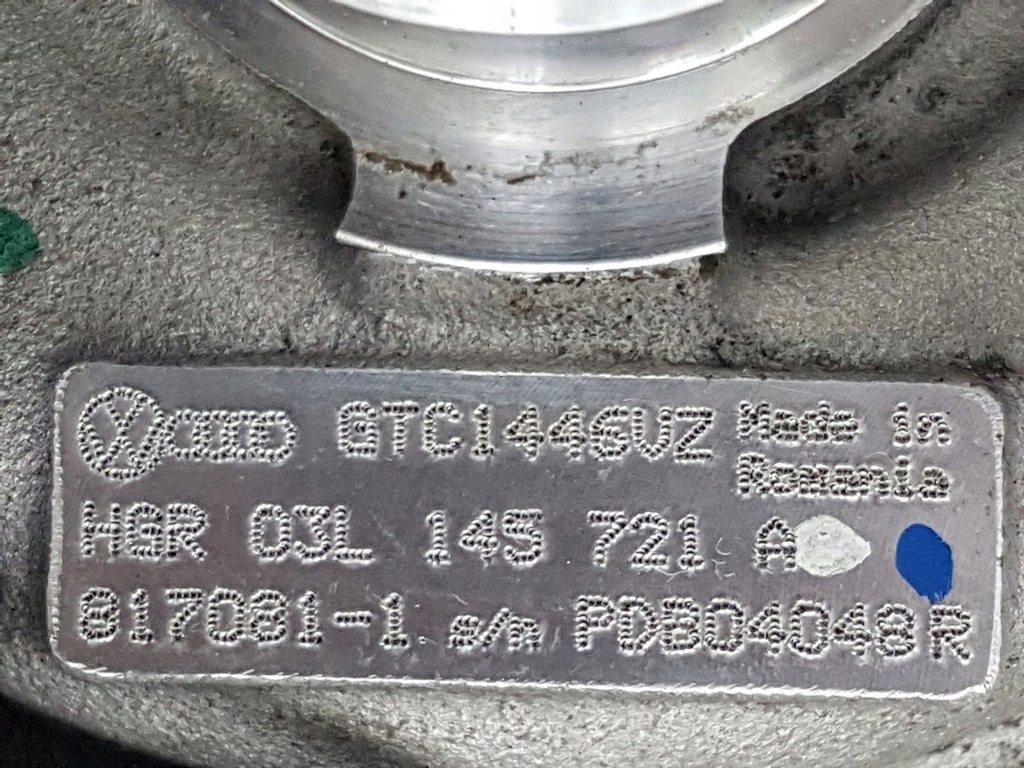 GTC1446VZ Made in
Romania
HGR 03L 145 721 A
817081-1 s/n PDB04048R